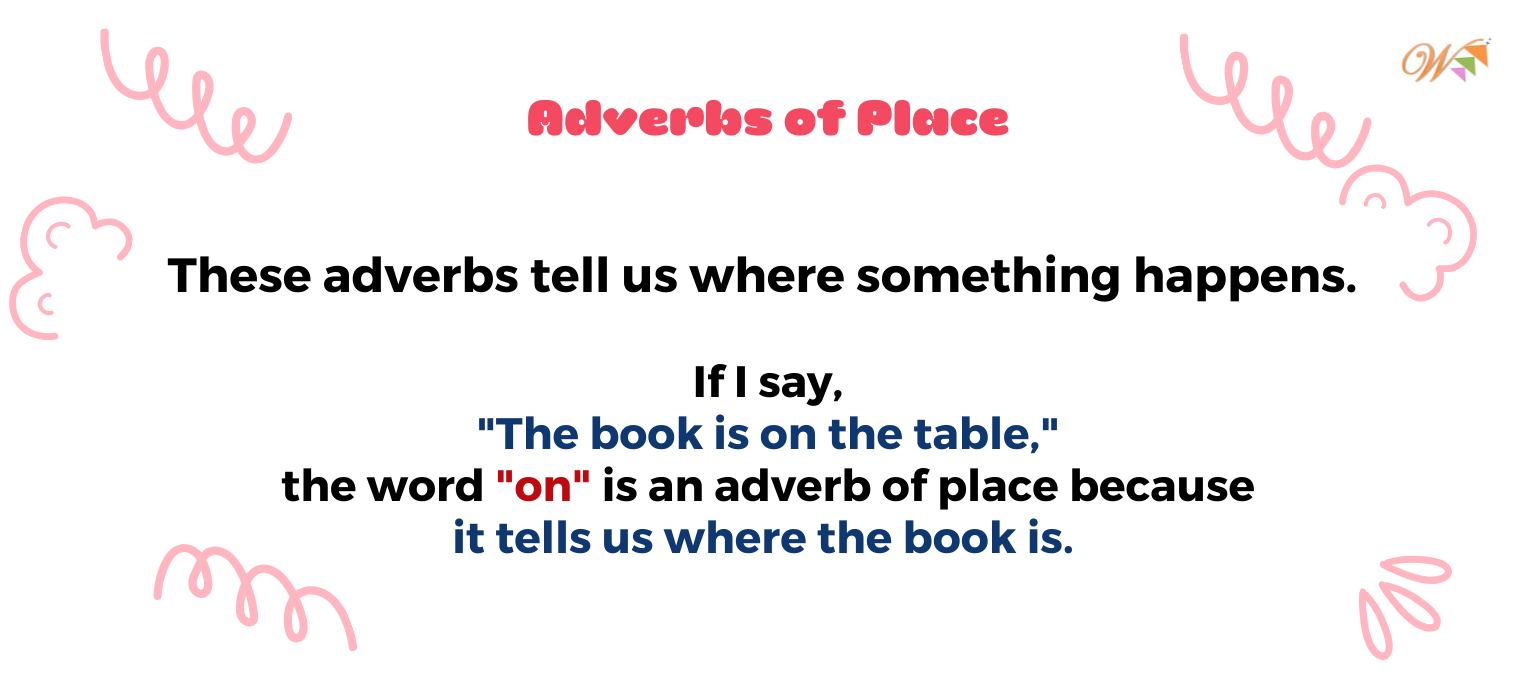 Adverbs of Place
These adverbs tell us where something happens.
If I say,
"The book is on the table,"
the word "on" is an adverb of place because
it tells us where the book is.
W